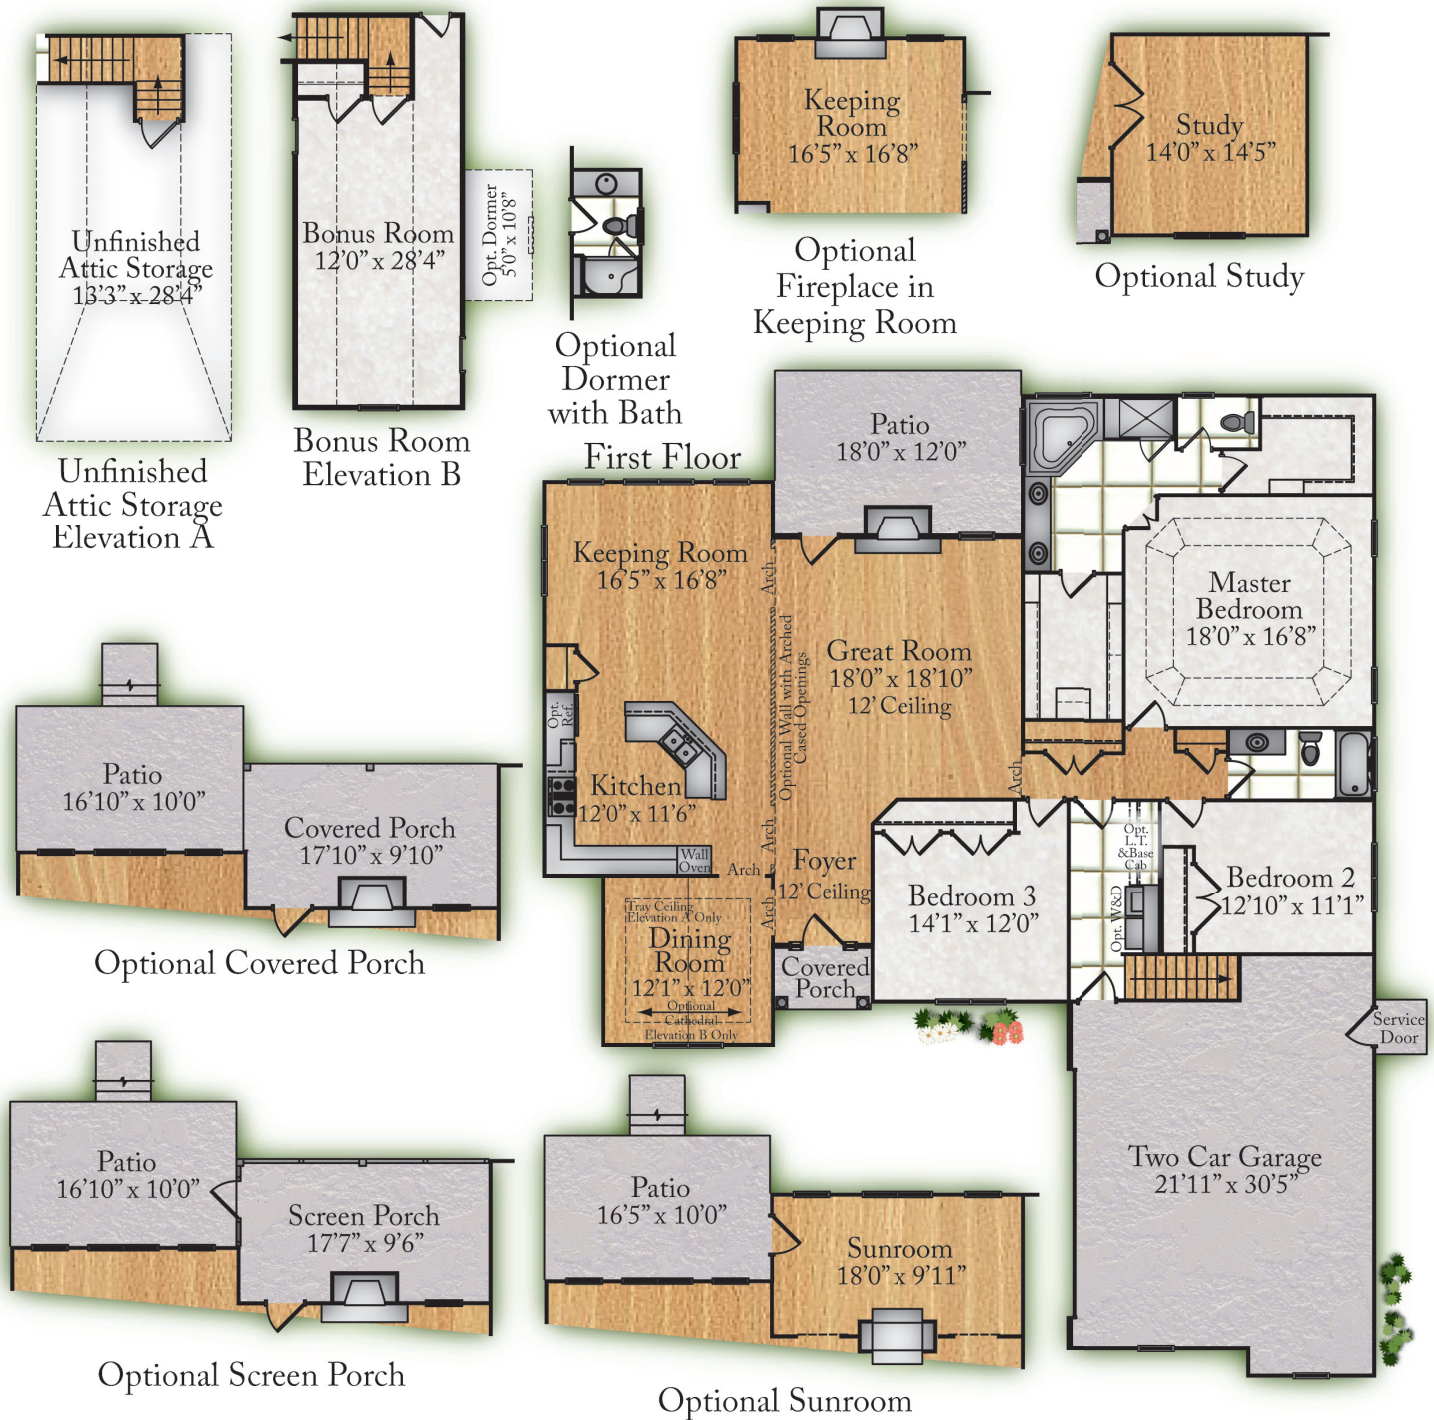 Unfinished
Attic Storage
13'3” x 28'4”
Unfinished
Attic Storage
Elevation A
Bonus Room
12'0” x 28'4”
Opt. Dormer
5'0” x 10'8”
Bonus Room
Elevation B
Optional
Dormer
with Bath
Keeping
Room
16'5” x 16'8”
Optional
Fireplace in
Keeping Room
Study
14'0” x 14'5”
Optional Study
First Floor
Patio
18'0” x 12'0”
Keeping Room
16'5” x 16'8”
Arch
Optional Wall with Arched
Cased Openings
Great Room
18'0” x 18'10”
12' Ceiling
Master
Bedroom
18'0” x 16'8”
Opt.
Ref.
Kitchen
12'0” x 11'6”
Wall
Oven
Arch
Arch
Arch
Arch
Foyer
12' Ceiling
Bedroom 3
14'1” x 12'0”
Opt.
L.T.
&Base
Cab
Opt. W&D
Bedroom 2
12'10” x 11'1”
Tray Ceiling
Elevation A Only
Dining
Room
12'1” x 12'0”
Optional
Cathedral
Elevation B Only
Covered
Porch
Service
Door
Two Car Garage
21'11” x 30'5”
Patio
16'10” x 10'0”
Covered Porch
17'10” x 9'10”
Optional Covered Porch
Patio
16'10” x 10'0”
Screen Porch
17'7” x 9'6”
Optional Screen Porch
Patio
16'5” x 10'0”
Sunroom
18'0” x 9'11”
Optional Sunroom